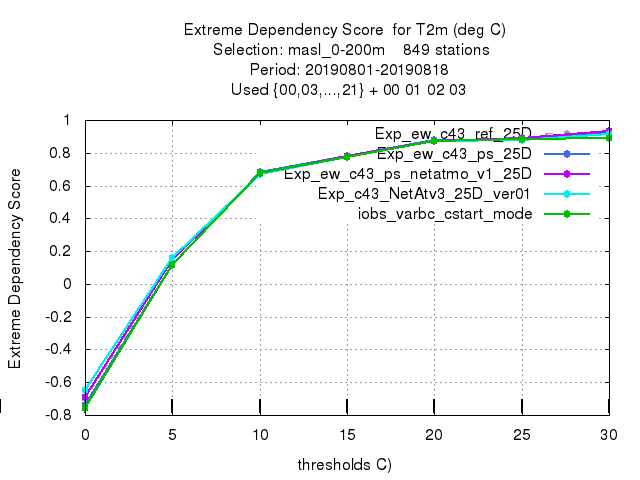 Extreme Dependency Score for T2m (deg C)
Selection: masl_0-200m 849 stations
Period: 20190801-20190818
Used {00,03,...,21} + 00 01 02 03
Extreme Dependency Score
1
0.8
0.6
0.4
0.2
0
-0.2
-0.4
-0.6
-0.8
Exp_ew_c43_ref_25D
Exp_ew_c43_ps_25D
Exp_ew_c43_ps_netatmo_v1_25D
Exp_c43_NetAtv3_25D_ver01
iobs_varbc_cstart_mode
0 5 10 15 20 25 30
thresholds C)